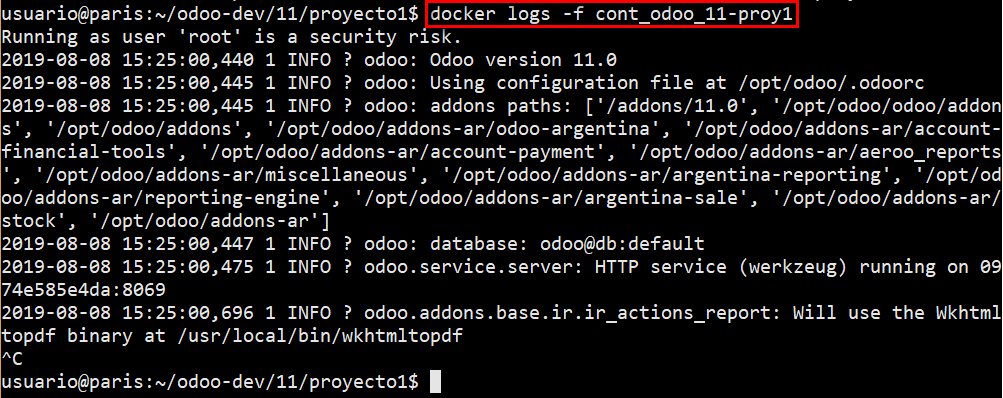 usuario@paris:~/odoo-dev/11/proyecto1$ docker logs -f cont_odoo_11-proy1
Running as user 'root' is a security risk.
2019-08-08 15:25:00,440 1 INFO ? odoo: Odoo version 11.0
2019-08-08 15:25:00,445 1 INFO ? odoo: Using configuration file at /opt/odoo/.odoorc
2019-08-08 15:25:00,445 1 INFO ? odoo: addons paths: ['/addons/11.0', '/opt/odoo/odoo/addon
s', '/opt/odoo/addons', '/opt/odoo/addons-ar/odoo-argentina', '/opt/odoo/addons-ar/account-
financial-tools', '/opt/odoo/addons-ar/account-payment', '/opt/odoo/addons-ar/aeroo_reports
', '/opt/odoo/addons-ar/miscellaneous', '/opt/odoo/addons-ar/argentina-reporting', '/opt/od
oo/addons-ar/reporting-engine', '/opt/odoo/addons-ar/argentina-sale', '/opt/odoo/addons-ar/
stock', '/opt/odoo/addons-ar']
2019-08-08 15:25:00,447 1 INFO ? odoo: database: odoo@db:default
2019-08-08 15:25:00,475 1 INFO ? odoo.service.server: HTTP service (werkzeug) running on 09
74e585e4da:8069
2019-08-08 15:25:00,696 1 INFO ? odoo.addons.base.ir.ir_actions_report: Will use the Wkhtml
topdf binary at /usr/local/bin/wkhtmltopdf
^C
usuario@paris:~/odoo-dev/11/proyecto1$